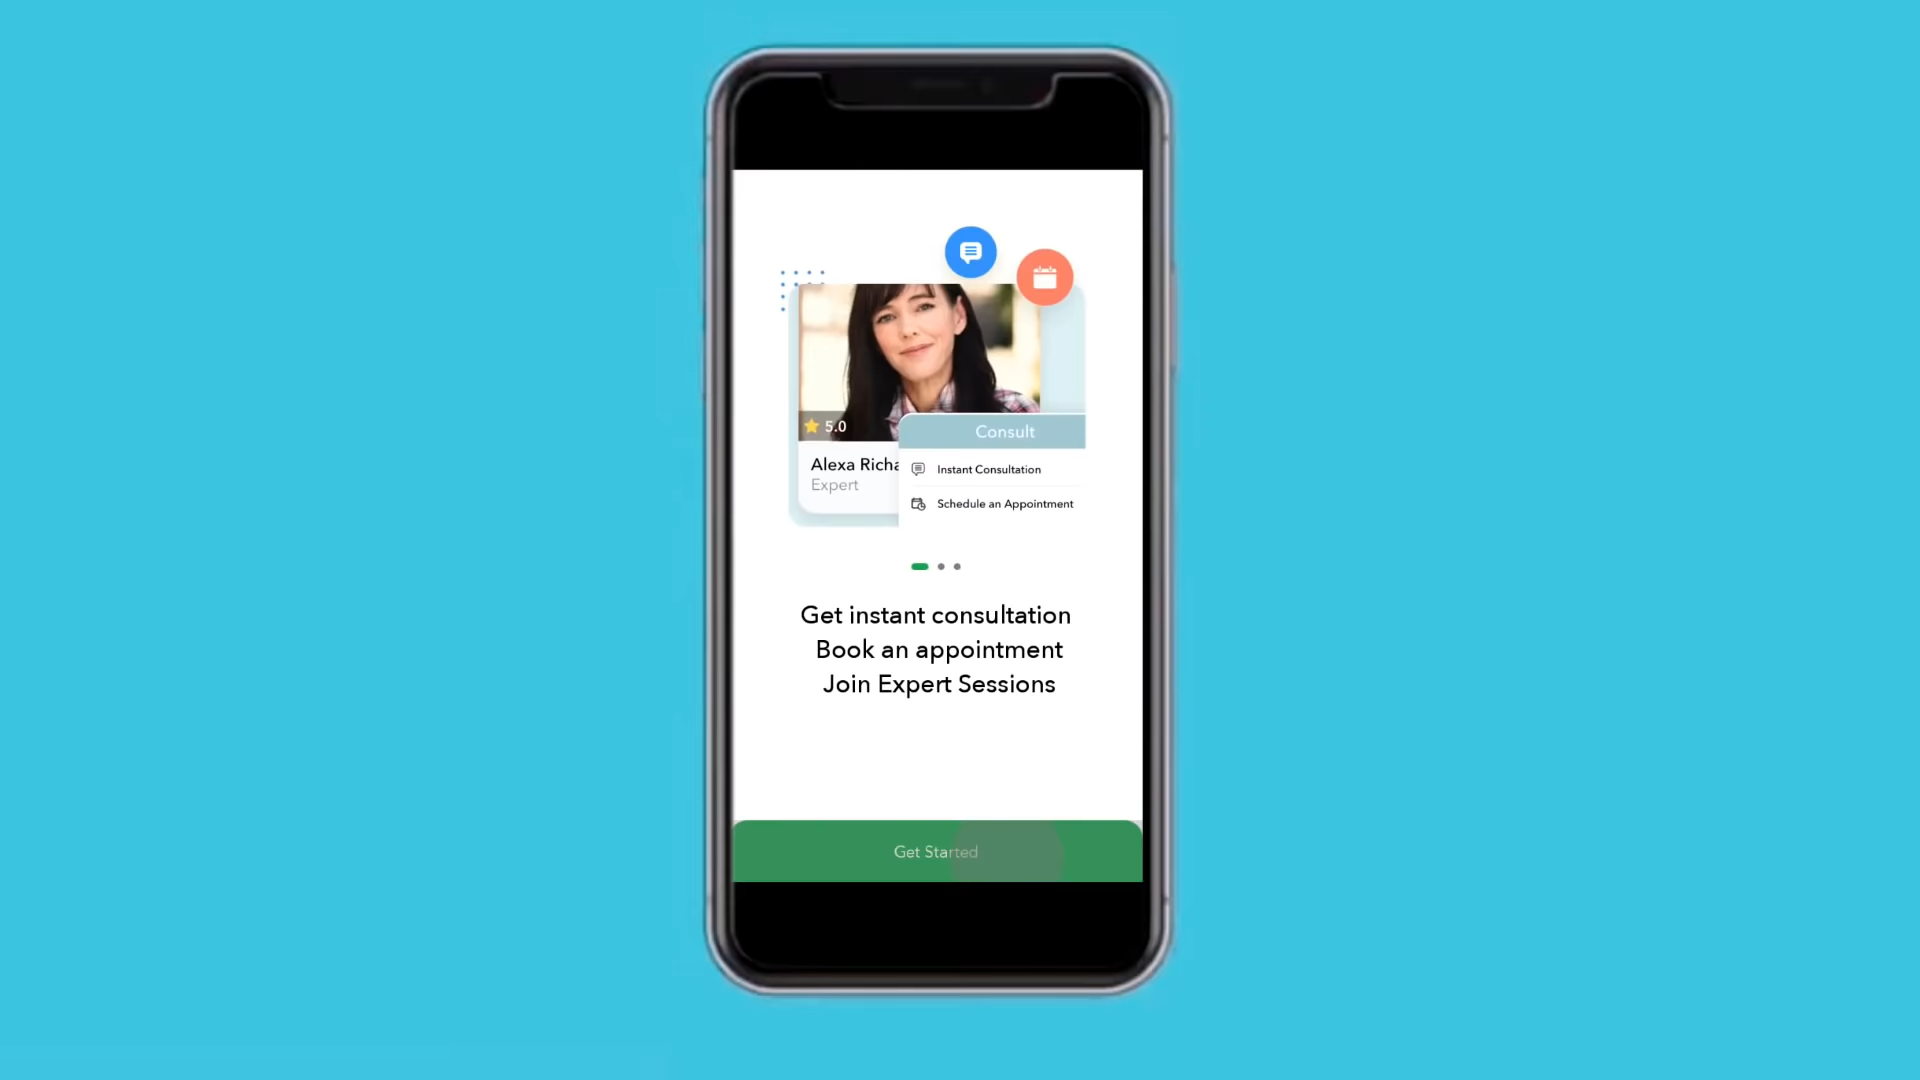 5.0
Alexa Richa
Expert
Consult
Instant Consultation
Schedule an Appointment
Get instant consultation
Book an appointment
Join Expert Sessions
Get Started